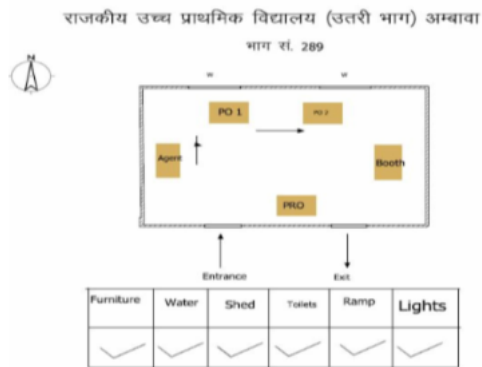 राजकीय उच्च प्राथमिक विद्यालय (उतरी भाग) अम्बावा
भाग सं. 289
N
w w
PO 1 PO 2
Agent Booth
PRO
Entrance Exit
Furniture Water Shed Toilets Ramp Lights